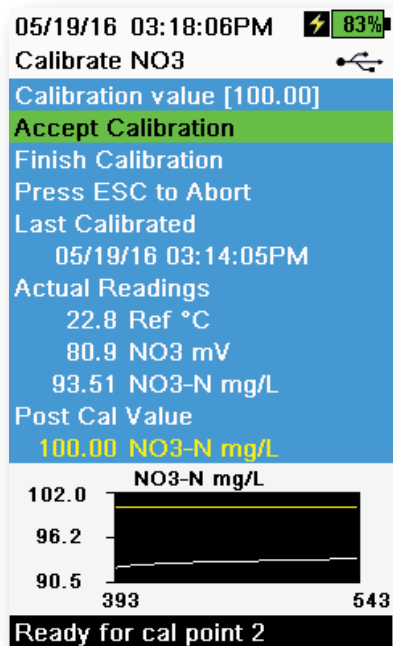 05/19/16 03:18:06PM 83%
Calibrate NO3
Calibration value [100.00]
Accept Calibration
Finish Calibration
Press ESC to Abort
Last Calibrated
05/19/16 03:14:05PM
Actual Readings
22.8 Ref °C
80.9 NO3 mV
93.51 NO3-N mg/L
Post Cal Value
100.00 NO3-N mg/L
NO3-N mg/L
102.0
96.2
90.5
393 543
Ready for cal point 2